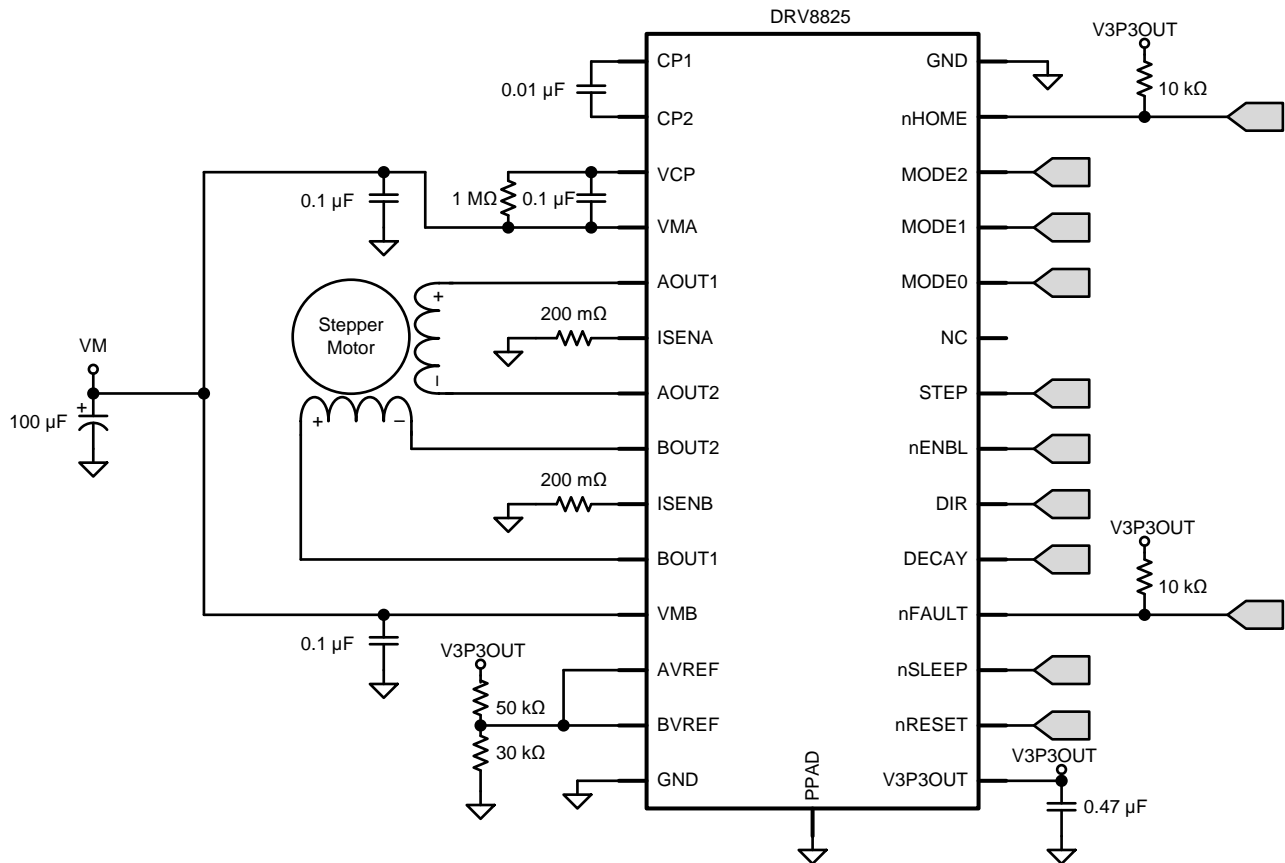 DRV8825
CP1
0.01 µF
CP2
VCP
0.1 µF
1 MΩ
0.1 µF
VMA
AOUT1
+
Stepper
Motor
200 mΩ
ISENA
–
AOUT2
VM
+
100 µF
+
–
BOUT2
200 mΩ
ISENB
BOUT1
VMB
0.1 µF
V3P3OUT
AVREF
50 kΩ
BVREF
30 kΩ
GND
PPAD
GND
V3P3OUT
10 kΩ
nHOME
MODE2
MODE1
MODE0
NC
STEP
nENBL
DIR
V3P3OUT
DECAY
10 kΩ
nFAULT
nSLEEP
nRESET
V3P3OUT
V3P3OUT
0.47 µF